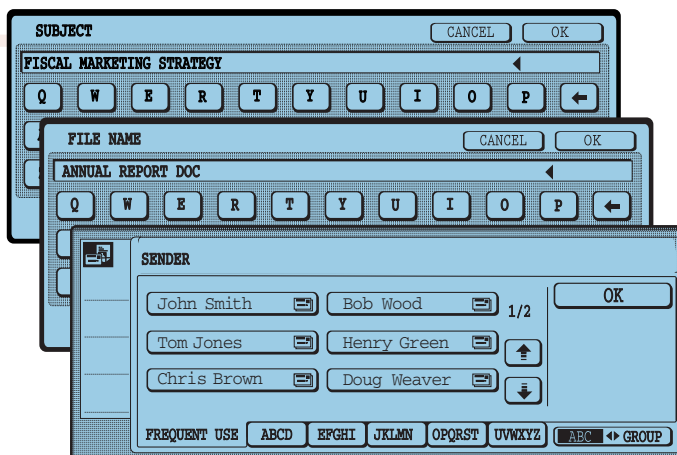 SUBJECT CANCEL OK
FISCAL MARKETING STRATEGY
Q W E R T Y U I O P
FILE NAME CANCEL OK
ANNUAL REPORT DOC
Q W E R T Y U I O P
SENDER
John Smith Bob Wood 1/2 OK
Tom Jones Henry Green
Chris Brown Doug Weaver
FREQUENT USE ABCD EFGHI JKLMN OPQRST UVWXYZ ABC GROUP